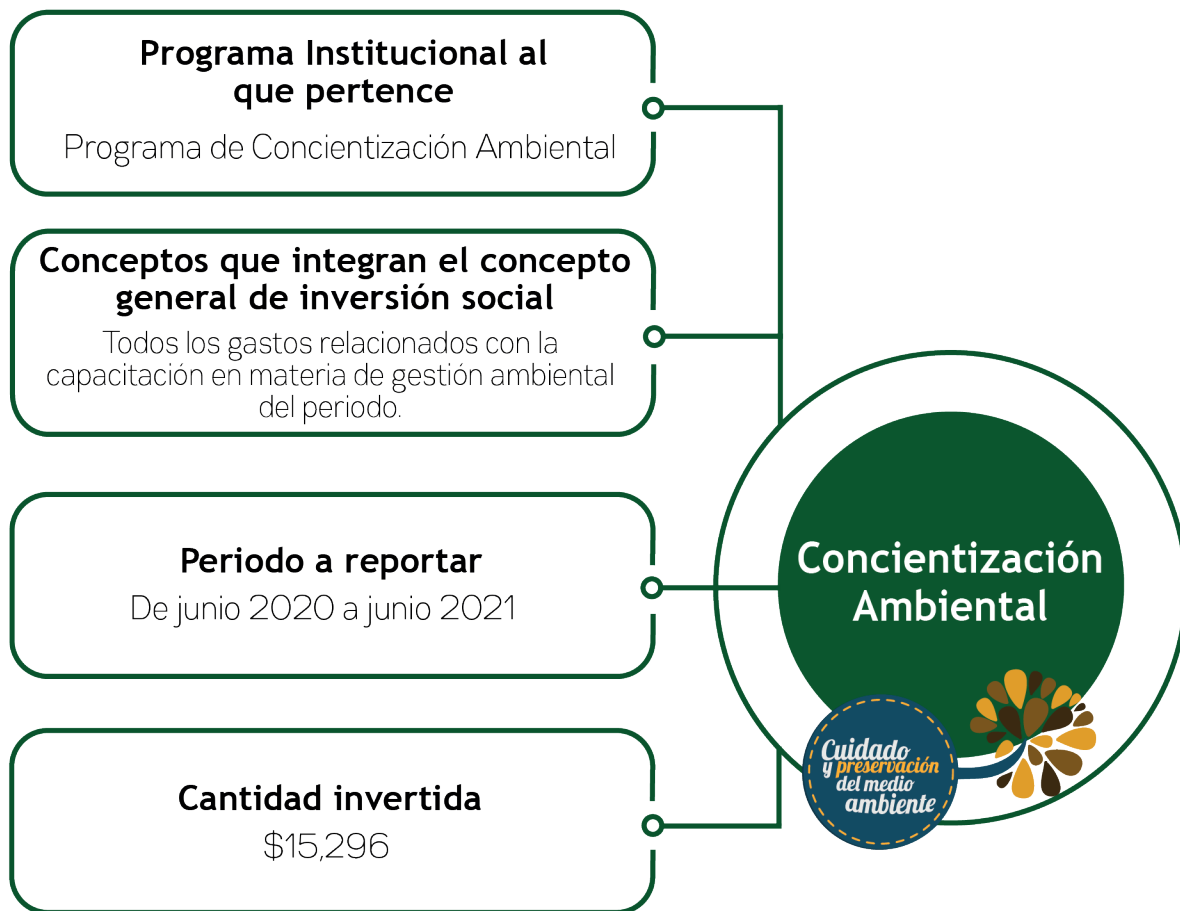 Programa Institucional al
que pertence
Programa de Concientización Ambiental
Conceptos que integran el concepto
general de inversión social
Todos los gastos relacionados con la
capacitación en materia de gestión ambiental
del periodo.
Periodo a reportar
De junio 2020 a junio 2021
Cantidad invertida
$15,296
Concientización
Ambiental
Cuidado
y preservación
del medio
ambiente